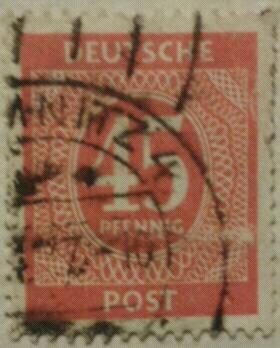 DEUTSCHE
45
PFENNIG
POST